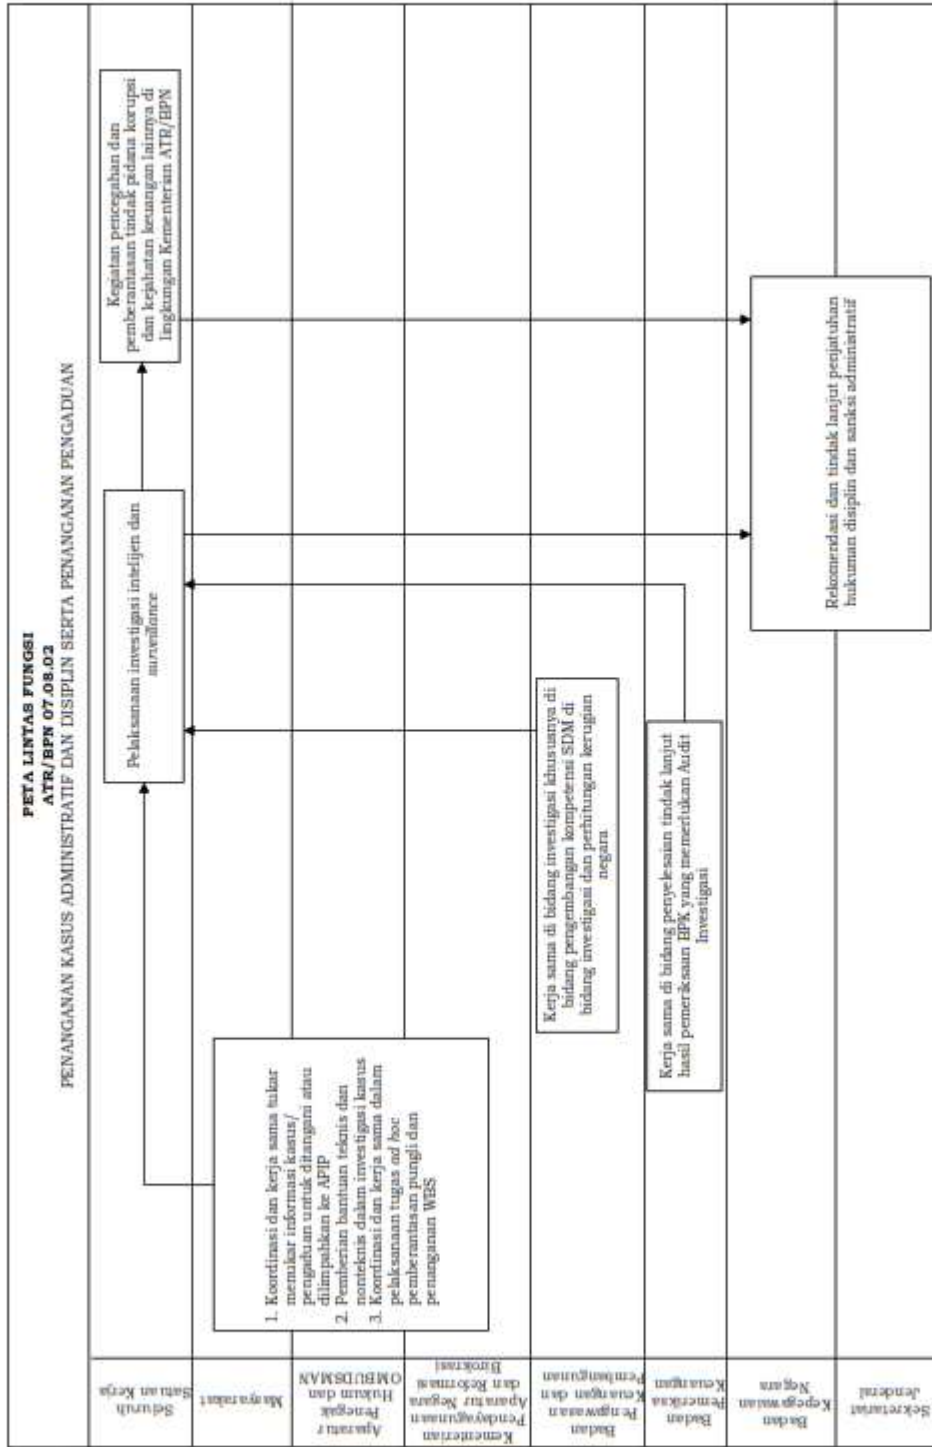 PETA LINTAS FUNGSI
ATR/BPN 07.08.02
PENANGANAN KASUS ADMINISTRATIF DAN DISIPLIN SERTA PENANGANAN PENGADUAN
Seluruh
Satuan Kerja
Pelaksanaan investigasi intelijen dan
surveillance
Kegiatan pencegahan dan
pemberantasan tindak pidana korupsi
dan kejahatan keuangan lainnya di
lingkungan Kementerian ATR/BPN
Masyarakat
Aparatur
Penegak
Hukum dan
OMBUDSMAN
Kementerian
Pendayagunaan
Aparatur Negara
dan Reformasi
Birokrasi
1. Koordinasi dan kerja sama tukar
menukar informasi kasus/
pengaduan untuk ditangani atau
dilimpahkan ke APIP
2. Pemberian bantuan teknis dan
nonteknis dalam investigasi kasus
3. Koordinasi dan kerja sama dalam
pelaksanaan tugas ad hoc
pemberantasan pungli dan
penanganan WBS
Badan
Pengawasan
Keuangan dan
Pembangunan
Kerja sama di bidang investigasi khususnya di
bidang pengembangan kompetensi SDM di
bidang investigasi dan perhitungan kerugian
negara
Badan
Pemeriksa
Keuangan
Kerja sama di bidang penyelesaian tindak lanjut
hasil pemeriksaan BPK yang memerlukan Audit
Investigasi
Badan
Kepegawaian
Negara
Sekretariat
Jenderal
Rekomendasi dan tindak lanjut penjatuhan
hukuman disiplin dan sanksi administratif